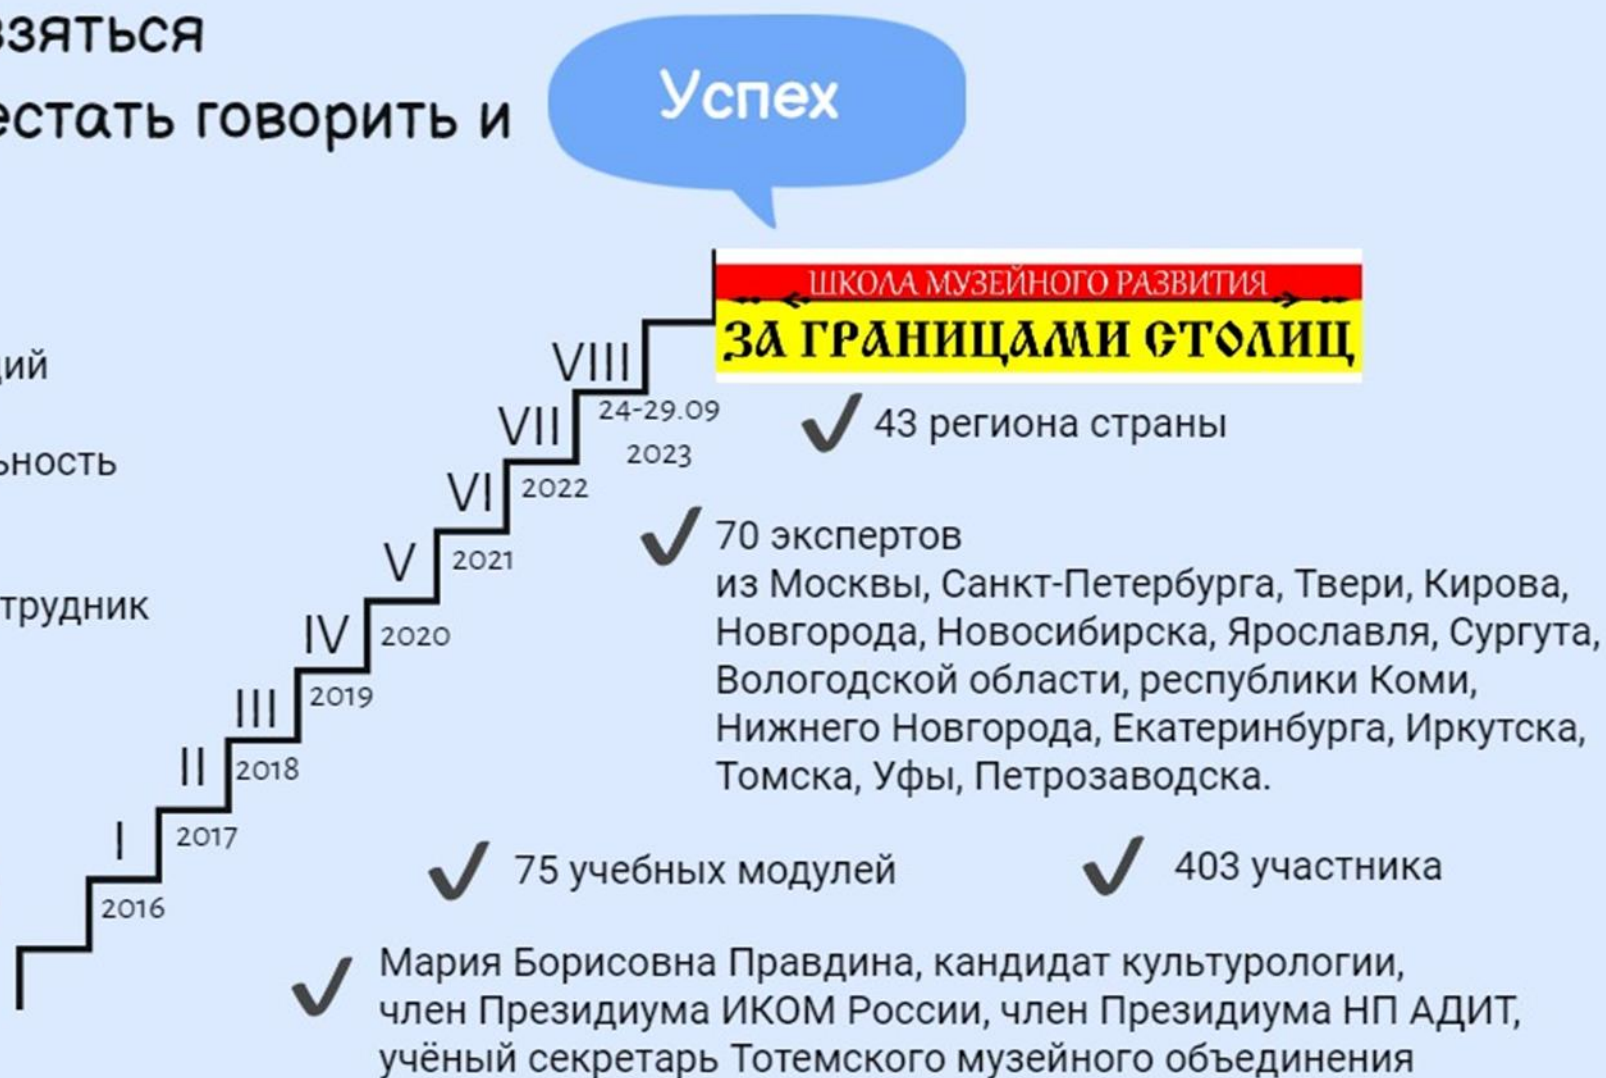 взяться
естать говорить и
Успех
ШКОЛА МУЗЕЙНОГО РАЗВИТИЯ
ЗА ГРАНИЦАМИ СТОЛИЦ
VIII
24-29.09
2023
VII
2022
VI
2021
V
2020
IV
2019
III
2018
II
2017
I
2016
ций
ьность
трудник
43 региона страны
70 экспертов
из Москвы, Санкт-Петербурга, Твери, Кирова,
Новгорода, Новосибирска, Ярославля, Сургута,
Вологодской области, республики Коми,
Нижнего Новгорода, Екатеринбурга, Иркутска,
Томска, Уфы, Петрозаводска.
75 учебных модулей
403 участника
Мария Борисовна Правдина, кандидат культурологии,
член Президиума ИКОМ России, член Президиума НП АДИТ,
учёный секретарь Тотемского музейного объединения